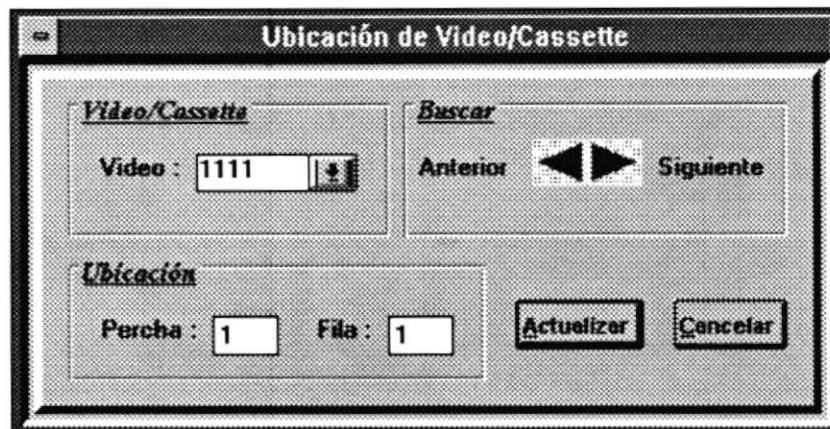 Ubicación de Video/Cassette
Video/Cassette
Video : 1111
Buscar
Anterior Siguiente
Ubicación
Percha : 1 Fila : 1
Actualizar Cancelar